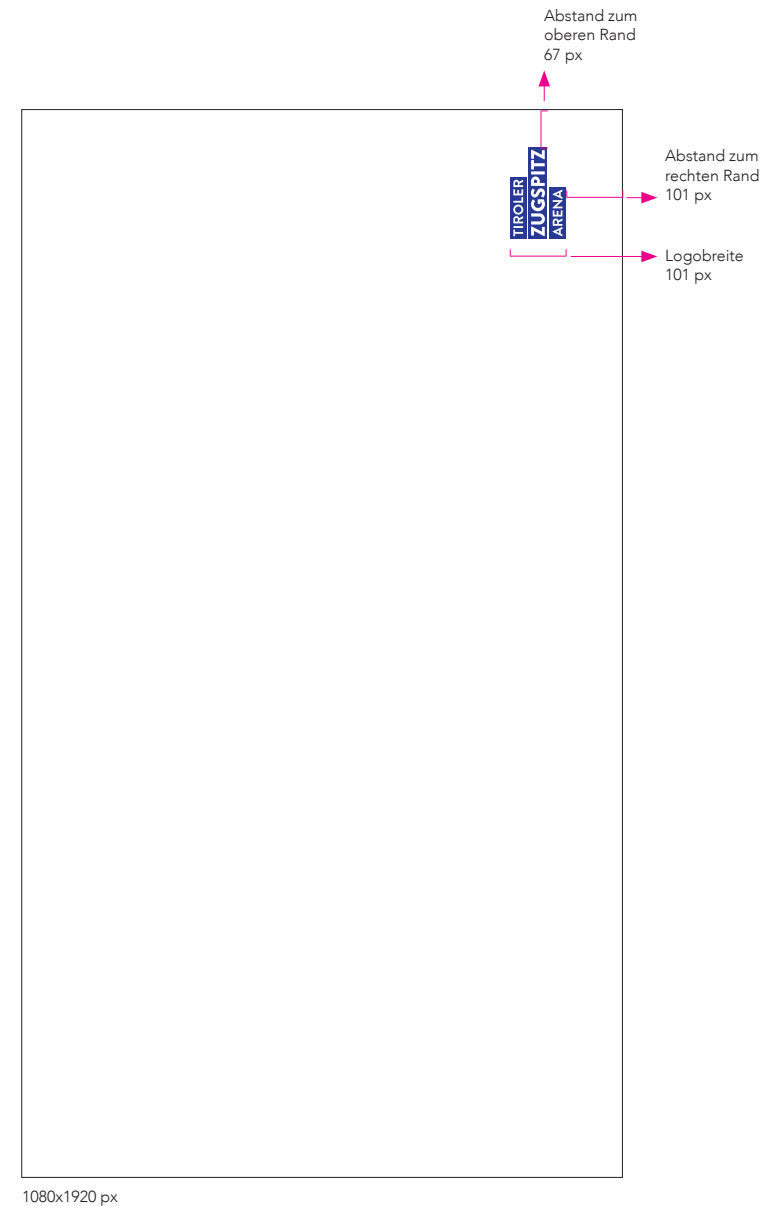 Abstand zum
oberen Rand
67 px
TIROLER
ZUGSPITZ
ARENA
Abstand zum
rechten Rand
101 px
Logobreite
101 px
1080x1920 px